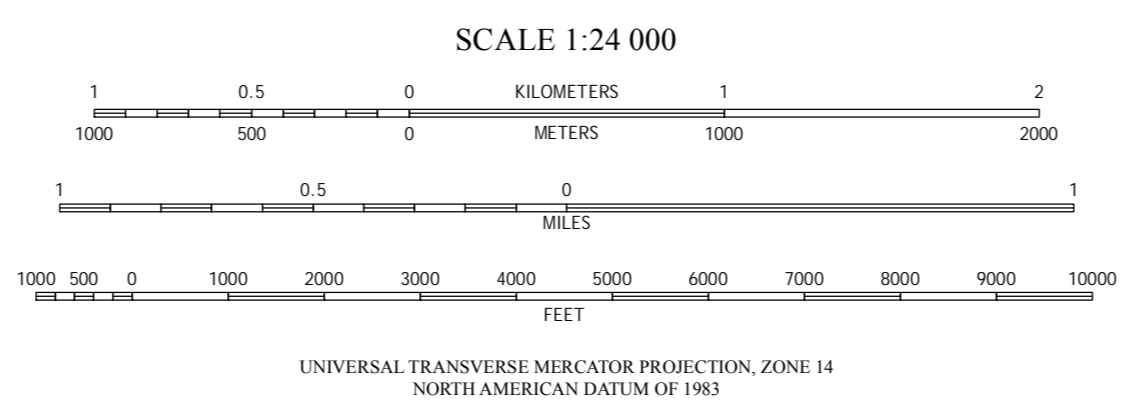 SCALE 1:24 000
1 0.5 0 KILOMETERS 1 2
1000 500 0 METERS 1000 2000
1 0.5 0 1
MILES
1000 500 0 1000 2000 3000 4000 5000 6000 7000 8000 9000 10000
FEET
UNIVERSAL TRANSVERSE MERCATOR PROJECTION, ZONE 14
NORTH AMERICAN DATUM OF 1983